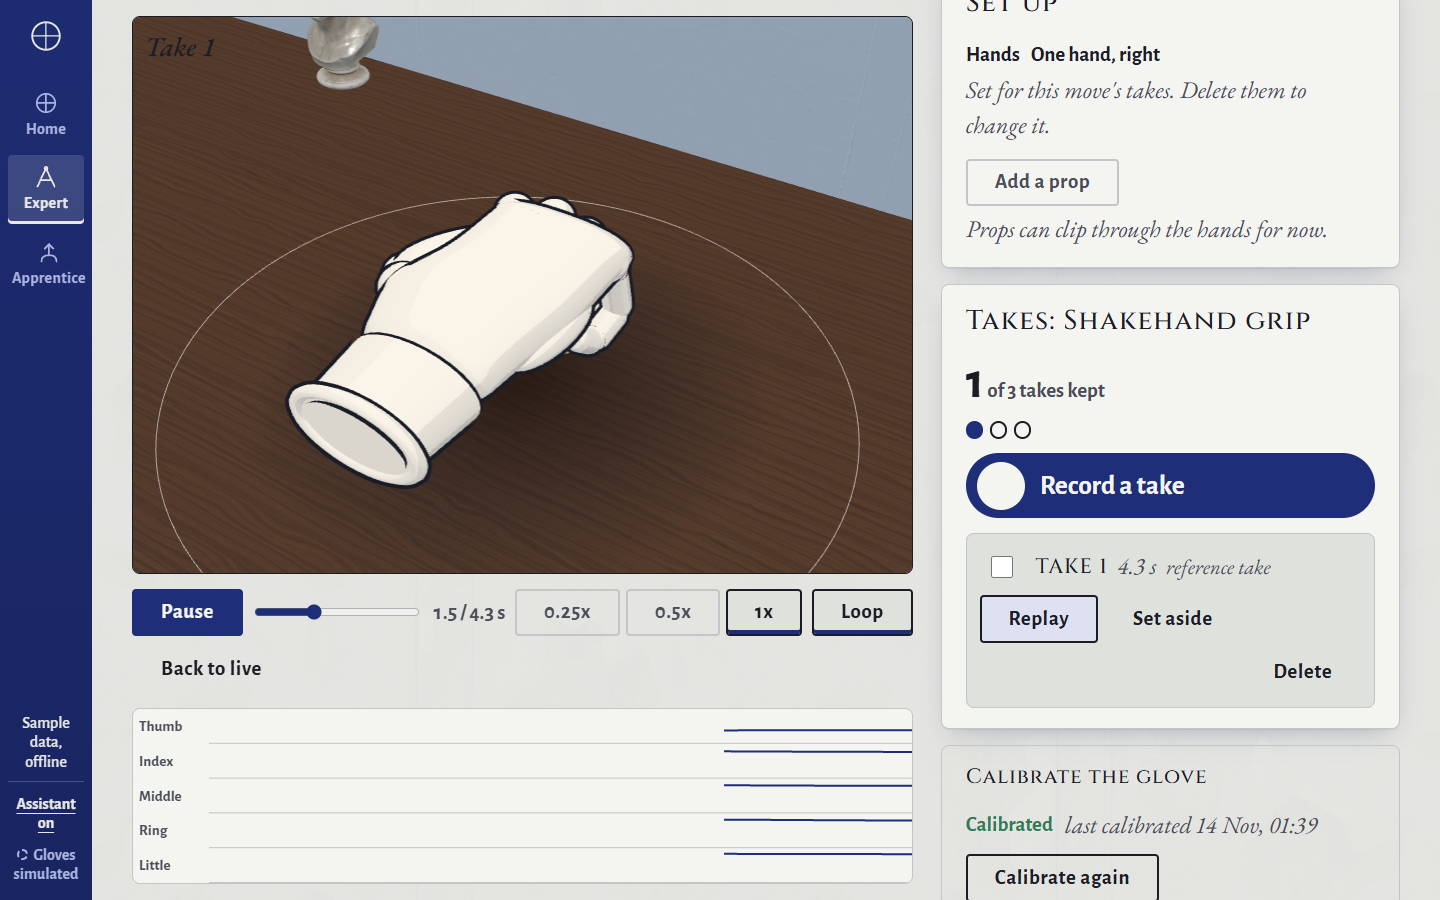 Home
Expert
Apprentice
Sample
data,
offline
Assistant
on
Gloves
simulated
Take 1
Pause
1.5 / 4.3 s
0.25x
0.5x
1x
Loop
Back to live
Thumb
Index
Middle
Ring
Little
SET UP
Hands One hand, right
Set for this move's takes. Delete them to
change it.
Add a prop
Props can clip through the hands for now.
TAKES: SHAKEHAND GRIP
1 of 3 takes kept
Record a take
TAKE 1 4.3 s reference take
Replay
Set aside
Delete
CALIBRATE THE GLOVE
Calibrated last calibrated 14 Nov, 01:39
Calibrate again